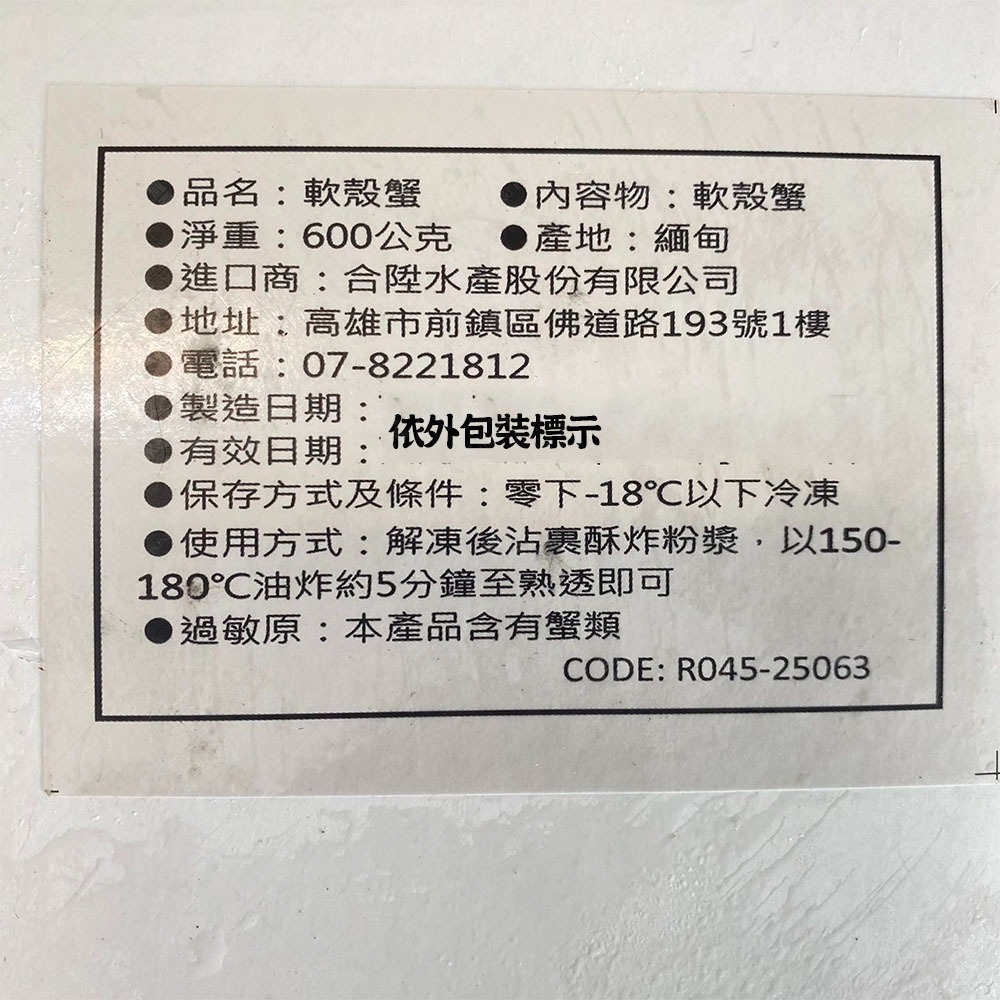 ●品名：軟殼蟹 ●內容物：軟殼蟹
●淨重：600公克 ●產地：緬甸
●進口商：合陞水產股份有限公司
●地址：高雄市前鎮區佛道路193號1樓
●電話：07-8221812
●製造日期：
依外包裝標示
●有效日期：
●保存方式及條件：零下-18℃以下冷凍
●使用方式：解凍後沾裹酥炸粉漿，以150-
180℃油炸約5分鐘至熟透即可
●過敏原：本產品含有蟹類
CODE: R045-25063